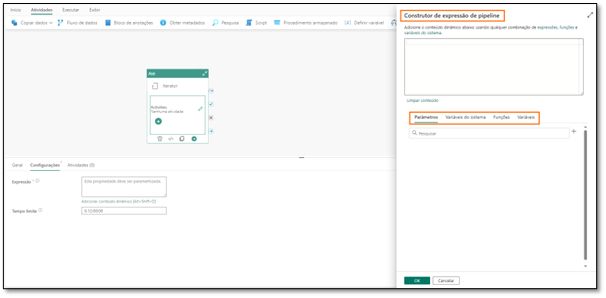 Início Atividades Executar Exibir
Copiar dados Fluxo de dados Bloco de anotações Obter metadados Pesquisar Script Procedimento armazenado Definir variável
Até
Iterator
Atividades
Nenhuma atividade
Geral Configurações Atividades (0)
Expressão * Esta propriedade deve ser parametrizada.
Adicionar conteúdo dinâmico [Alt+Shift+D]
Tempo limite 0.12:00:00
Construtor de expressão de pipeline
Adicione o conteúdo dinâmico abaixo usando qualquer combinação de expressões, funções e
variáveis do sistema.
Limpar conteúdo
Parâmetros Variáveis do sistema Funções Variáveis
Pesquisar
OK Cancelar